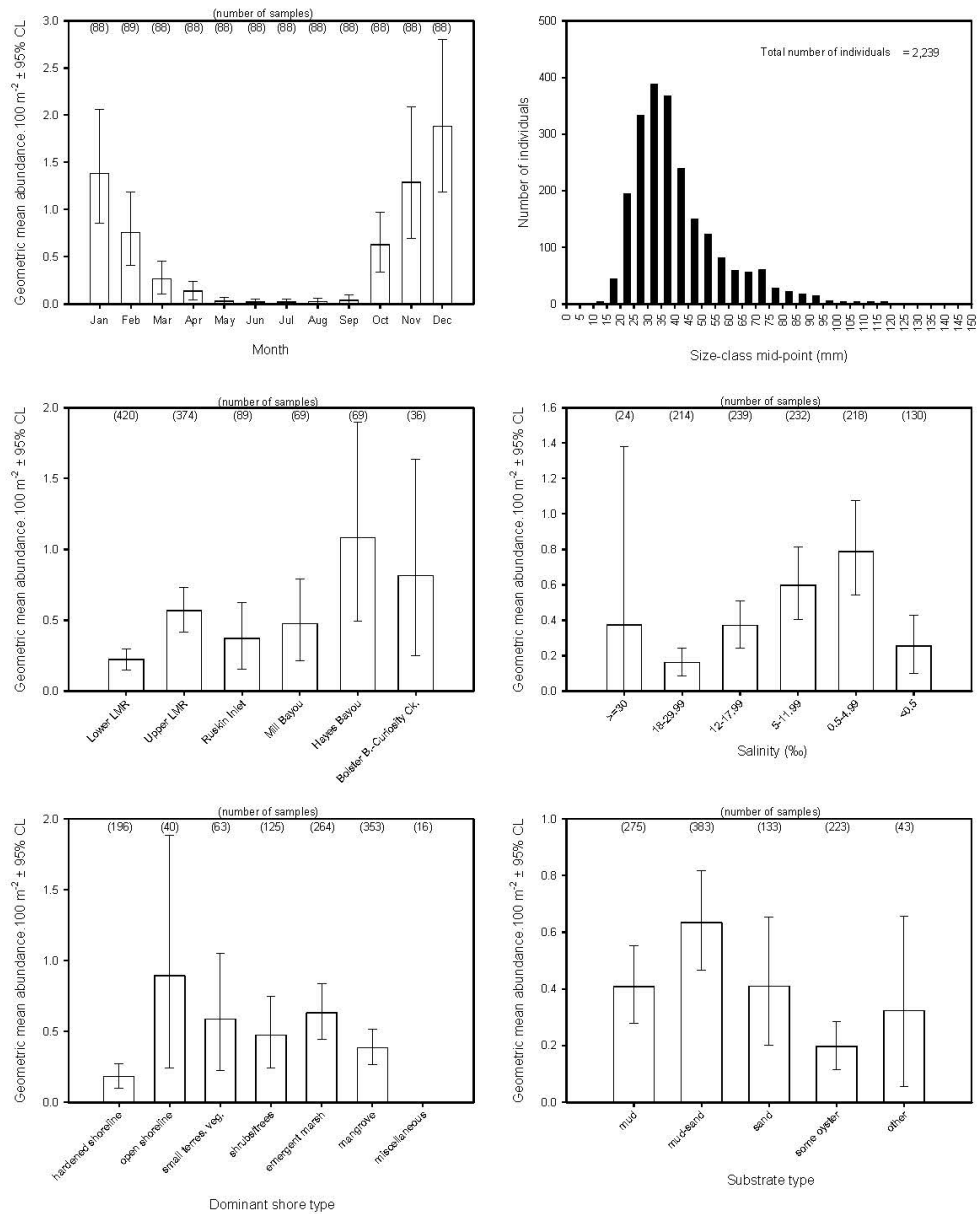 (number of samples)
(88) (89) (88) (88) (88) (88) (88) (88) (88) (88) (88) (88)
Geometric mean abundance.100 m⁻² ± 95% CL
3.0
2.5
2.0
1.5
1.0
0.5
0.0
Jan Feb Mar Apr May Jun Jul Aug Sep Oct Nov Dec
Month
Total number of individuals = 2,239
Number of individuals
500
400
300
200
100
0
0 5 10 15 20 25 30 35 40 45 50 55 60 65 70 75 80 85 90 95 100 105 110 115 120 125 130 135 140 145 150
Size-class mid-point (mm)
(number of samples)
(420) (374) (89) (69) (69) (36)
Geometric mean abundance.100 m⁻² ± 95% CL
2.0
1.5
1.0
0.5
0.0
Lower LMR
Upper LMR
Ruskin Inlet
Mill Bayou
Hayes Bayou
Bolster B.-Curiosity Ck.
(number of samples)
(24) (214) (239) (232) (218) (130)
Geometric mean abundance.100 m⁻² ± 95% CL
1.6
1.4
1.2
1.0
0.8
0.6
0.4
0.2
0.0
>=30
18-29.99
12-17.99
5-11.99
0.5-4.99
<0.5
Salinity (‰)
(number of samples)
(196) (40) (63) (125) (264) (353) (16)
Geometric mean abundance.100 m⁻² ± 95% CL
2.0
1.5
1.0
0.5
0.0
hardened shoreline
open shoreline
small terres. veg.
shrubs/trees
emergent marsh
mangrove
miscellaneous
Dominant shore type
(number of samples)
(275) (383) (133) (223) (43)
Geometric mean abundance.100 m⁻² ± 95% CL
1.0
0.8
0.6
0.4
0.2
0.0
mud
mud-sand
sand
some oyster
other
Substrate type